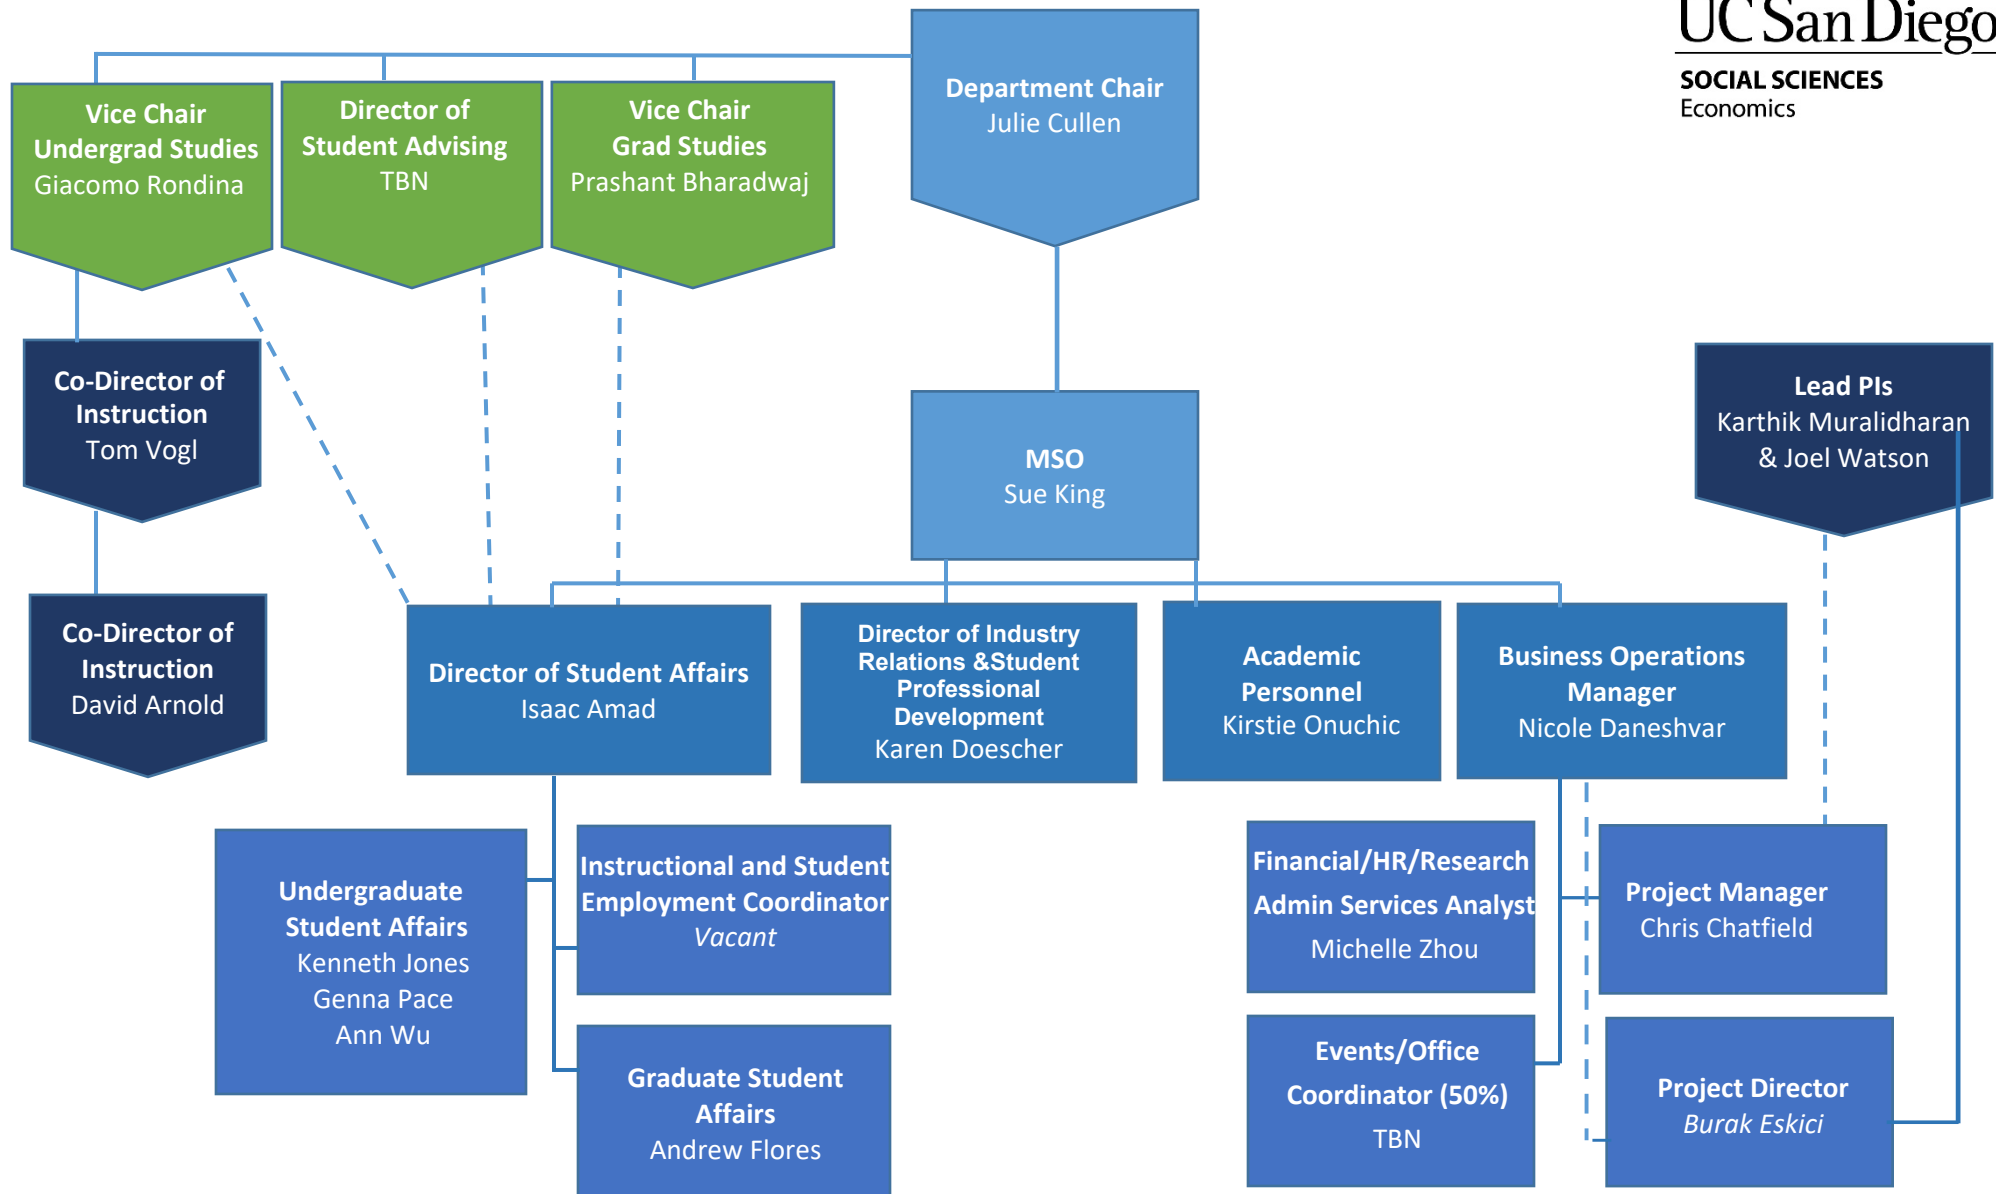 UC San Diego
SOCIAL SCIENCES
Economics
Department Chair
Julie Cullen
Vice Chair
Undergrad Studies
Giacomo Rondina
Director of
Student Advising
TBN
Vice Chair
Grad Studies
Prashant Bharadwaj
Co-Director of
Instruction
Tom Vogl
MSO
Sue King
Lead PIs
Karthik Muralidharan
& Joel Watson
Co-Director of
Instruction
David Arnold
Director of Student Affairs
Isaac Amad
Director of Industry
Relations &Student
Professional
Development
Karen Doescher
Academic
Personnel
Kirstie Onuchic
Business Operations
Manager
Nicole Daneshvar
Undergraduate
Student Affairs
Kenneth Jones
Genna Pace
Ann Wu
Instructional and Student
Employment Coordinator
Vacant
Financial/HR/Research
Admin Services Analyst
Michelle Zhou
Project Manager
Chris Chatfield
Graduate Student
Affairs
Andrew Flores
Events/Office
Coordinator (50%)
TBN
Project Director
Burak Eskici